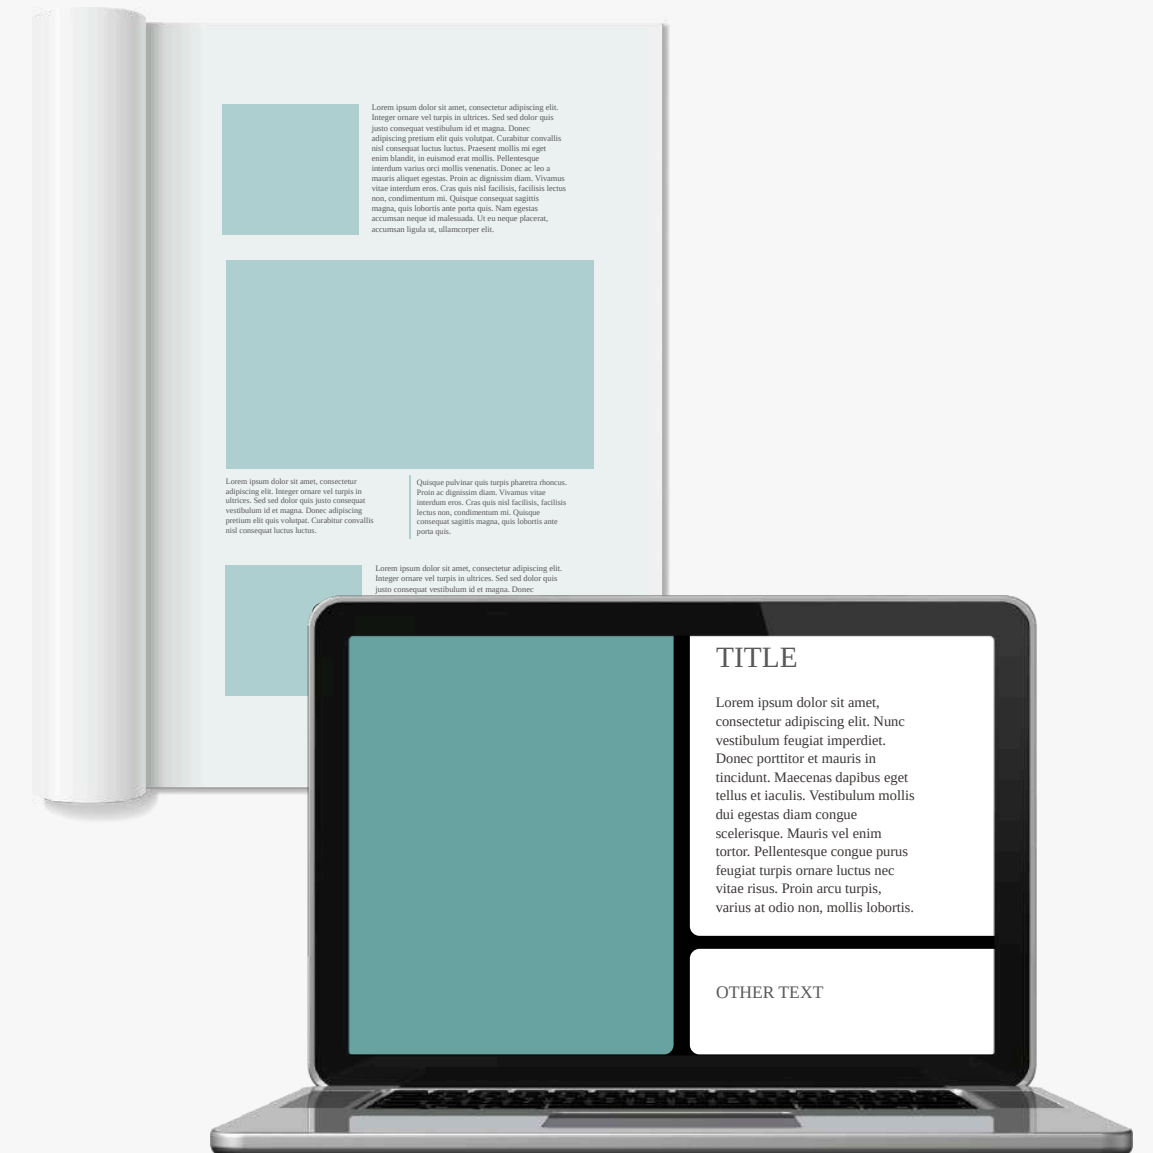 Lorem ipsum dolor sit amet, consectetur adipiscing elit.
Integer ornare vel turpis in ultrices. Sed sed dolor quis
justo consequat vestibulum id et magna. Donec
adipiscing pretium elit quis volutpat. Curabitur convallis
nisl consequat luctus luctus. Praesent mollis mi eget
enim blandit, in euismod erat mollis. Pellentesque
interdum varius orci mollis venenatis. Donec ac leo a
mauris aliquet egestas. Proin ac dignissim diam. Vivamus
vitae interdum eros. Cras quis nisl facilisis, facilisis lectus
non, condimentum mi. Quisque consequat sagittis
magna, quis lobortis ante porta quis. Nam egestas
accumsan neque id malesuada. Ut eu neque placerat,
accumsan ligula ut, ullamcorper elit.
Lorem ipsum dolor sit amet, consectetur
adipiscing elit. Integer ornare vel turpis in
ultrices. Sed sed dolor quis justo consequat
vestibulum id et magna. Donec adipiscing
pretium elit quis volutpat. Curabitur convallis
nisl consequat luctus luctus.
Quisque pulvinar quis turpis pharetra rhoncus.
Proin ac dignissim diam. Vivamus vitae
interdum eros. Cras quis nisl facilisis, facilisis
lectus non, condimentum mi. Quisque
consequat sagittis magna, quis lobortis ante
porta quis.
Lorem ipsum dolor sit amet, consectetur adipiscing elit.
Integer ornare vel turpis in ultrices. Sed sed dolor quis
justo consequat vestibulum id et magna. Donec
TITLE
Lorem ipsum dolor sit amet,
consectetur adipiscing elit. Nunc
vestibulum feugiat imperdiet.
Donec porttitor et mauris in
tincidunt. Maecenas dapibus eget
tellus et iaculis. Vestibulum mollis
dui egestas diam congue
scelerisque. Mauris vel enim
tortor. Pellentesque congue purus
feugiat turpis ornare luctus nec
vitae risus. Proin arcu turpis,
varius at odio non, mollis lobortis.
OTHER TEXT